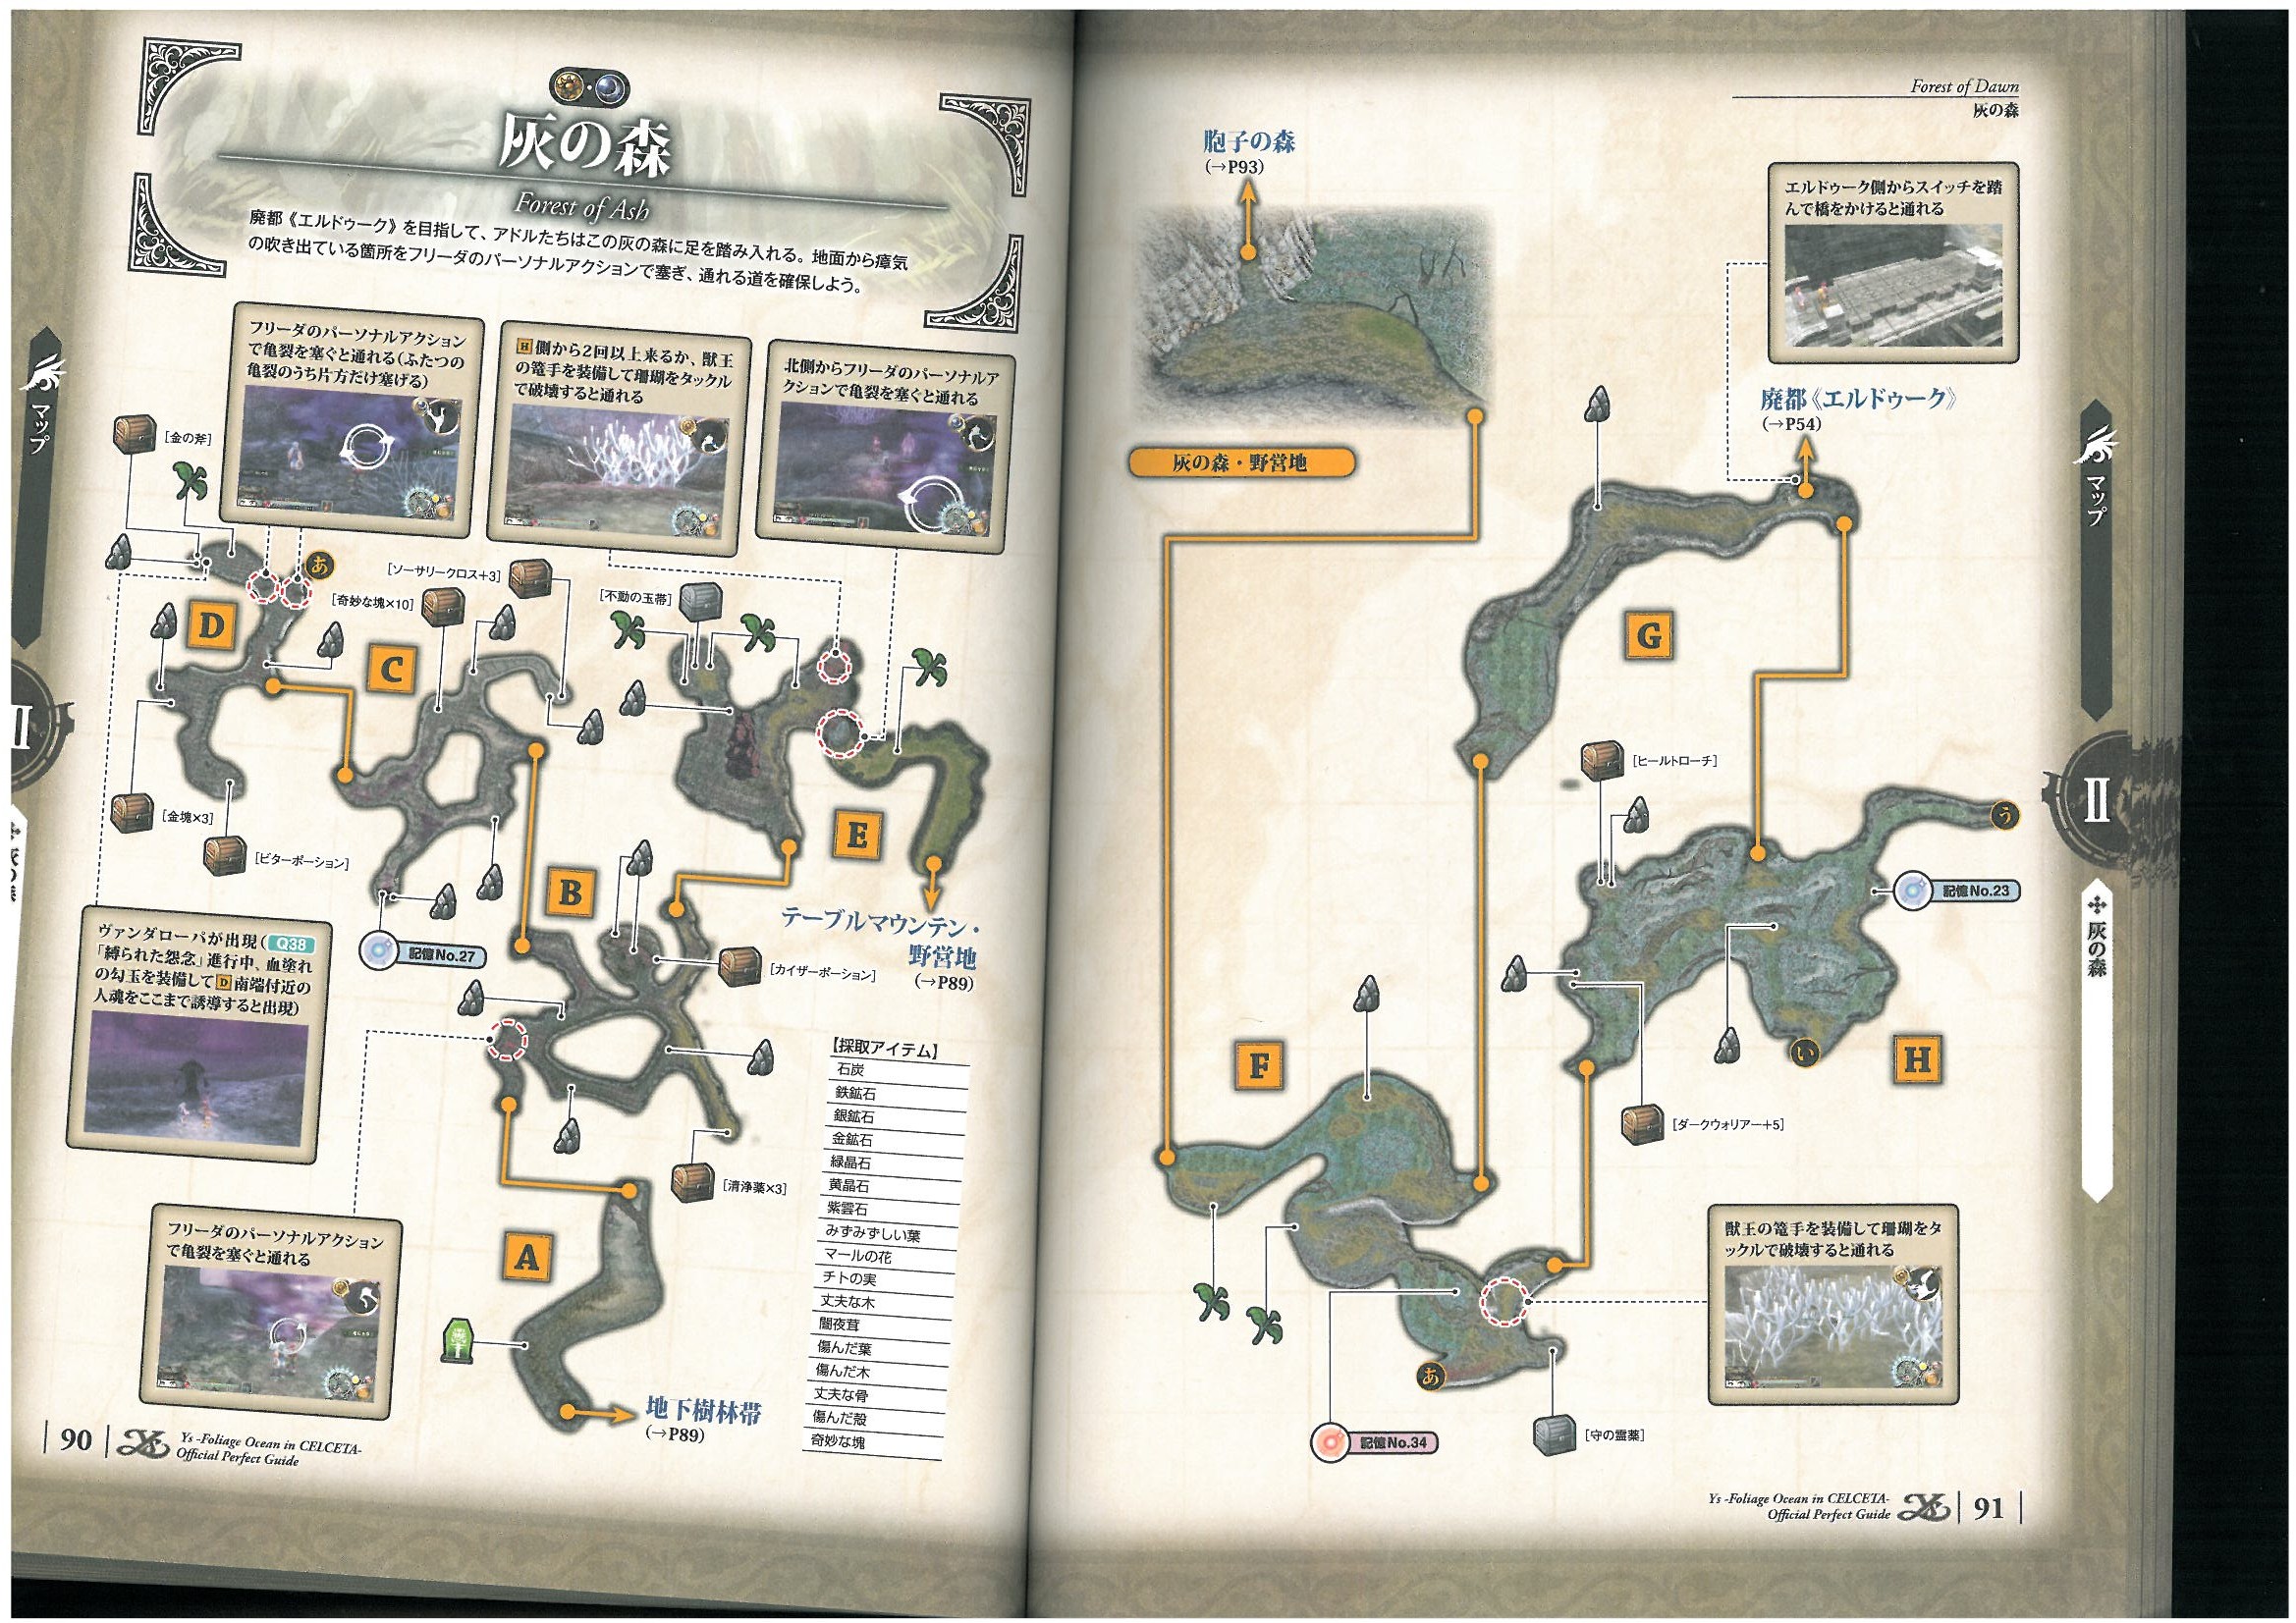 灰の森
Forest of Ash
廃都《エルドゥーク》を目指して、アドルたちはこの灰の森に足を踏み入れる。地面から瘴気
の吹き出ている箇所をフリーダのパーソナルアクションで塞ぎ、通れる道を確保しよう。
フリーダのパーソナルアクション
で亀裂を塞ぐと通れる(ふたつの
亀裂のうち片方だけ塞げる)
H側から2回以上来るか、獣王
の篭手を装備して珊瑚をタックル
で破壊すると通れる
北側からフリーダのパーソナルア
クションで亀裂を塞ぐと通れる
マップ
[金の斧]
あ
[ソーサリークロス+3]
[奇妙な塊×10]
[不動の玉帯]
D
C
II
[金塊×3]
[ビターポーション]
E
B
テーブルマウンテン・
野営地
(→P89)
記憶No.27
[カイザーポーション]
ヴァンダローパが出現(Q38
「縛られた怨念」進行中、血塗れ
の勾玉を装備してD南端付近の
人魂をここまで誘導すると出現)
[清浄薬×3]
【採取アイテム】
石炭
鉄鉱石
銀鉱石
金鉱石
緑晶石
黄晶石
紫雲石
みずみずしい葉
マールの花
チトの実
丈夫な木
闇夜茸
傷んだ葉
傷んだ木
丈夫な骨
傷んだ殻
奇妙な塊
フリーダのパーソナルアクション
で亀裂を塞ぐと通れる
A
地下樹林帯
(→P89)
90
Ys -Foliage Ocean in CELCETA-
Official Perfect Guide
Forest of Dawn
灰の森
胞子の森
(→P93)
エルドゥーク側からスイッチを踏
んで橋をかけると通れる
廃都《エルドゥーク》
(→P54)
灰の森・野営地
マップ
G
[ヒールトローチ]
う
II
記憶No.23
灰の森
い
F
H
[ダークウォリアー+5]
獣王の篭手を装備して珊瑚をタ
ックルで破壊すると通れる
あ
記憶No.34
[守の霊薬]
Ys -Foliage Ocean in CELCETA-
Official Perfect Guide
91